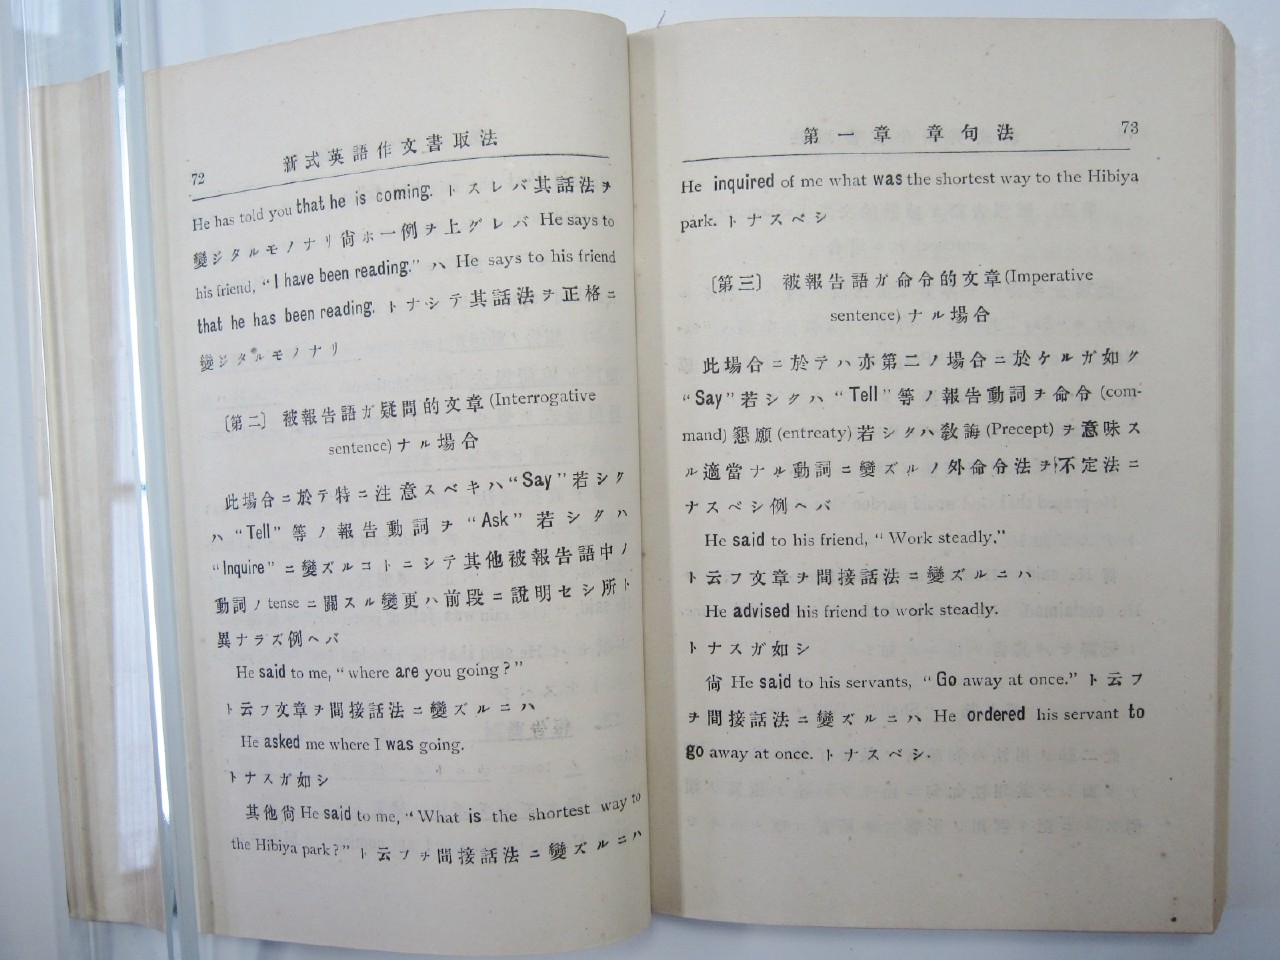 72
新式英語作文書取法
He has told you that he is coming. トスレバ其話法ヲ
變ジタルモノナリ尙ホ一例ヲ上グレバ He says to
his friend, “I have been reading.” ハ He says to his friend
that he has been reading. トナシテ其話法ヲ正格ニ
變ジタルモノナリ
〔第二〕 被報告語ガ疑問的文章(Interrogative
sentence)ナル場合
此場合ニ於テ特ニ注意スベキハ“Say”若シク
ハ “Tell” 等ノ報告動詞ヲ “Ask” 若シクハ
“Inquire” ニ變ズルコトニシテ其他被報告語中ノ
動詞ノ tense ニ關スル變更ハ前段ニ說明セシ所ト
異ナラズ例ヘバ
He said to me, “where are you going?”
ト云フ文章ヲ間接話法ニ變ズルニハ
He asked me where I was going.
トナスガ如シ
其他尙 He said to me, “What is the shortest way to
the Hibiya park?” ト云フヲ間接話法ニ變ズルニハ
第一章 章句法
73
He inquired of me what was the shortest way to the Hibiya
park. トナスベシ
〔第三〕 被報告語ガ命令的文章(Imperative
sentence)ナル場合
此場合ニ於テハ亦第二ノ場合ニ於ケルガ如ク
“Say” 若シクハ “Tell” 等ノ報告動詞ヲ命令 (com-
mand) 懇願 (entreaty) 若シクハ敎誨 (Precept) ヲ意味ス
ル適當ナル動詞ニ變ズルノ外命令法ヲ不定法ニ
ナスベシ例ヘバ
He said to his friend, “Work steadly.”
ト云フ文章ヲ間接話法ニ變ズルニハ
He advised his friend to work steadly.
トナスガ如シ
尙 He said to his servants, “Go away at once.” ト云フ
ヲ間接話法ニ變ズルニハ He ordered his servant to
go away at once. トナスベシ.